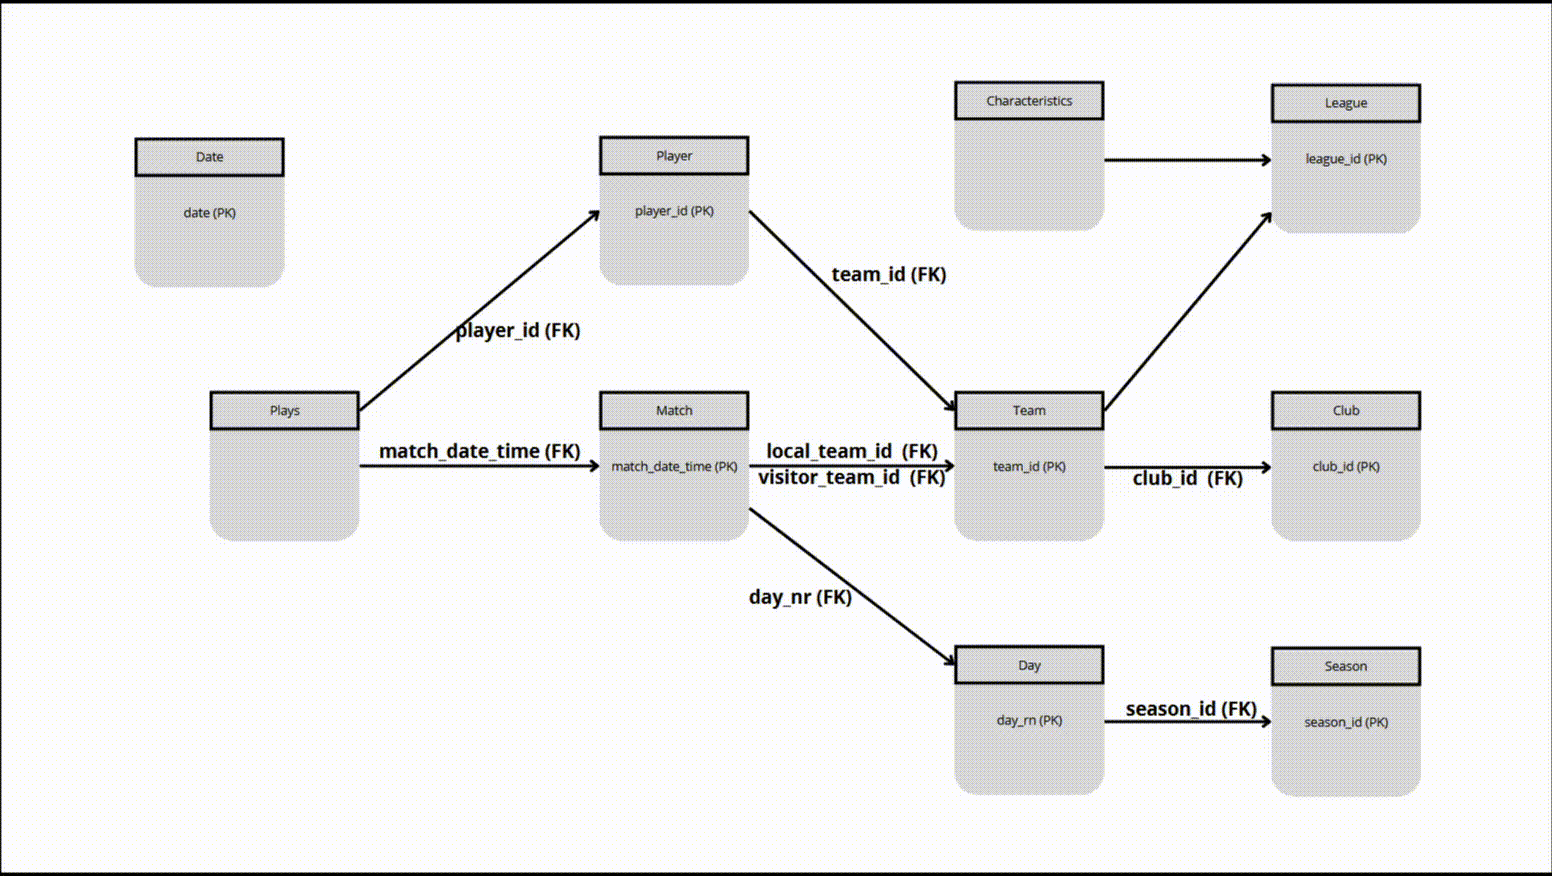 Characteristics
League
league_id (PK)
Date
date (PK)
Player
player_id (PK)
team_id (FK)
player_id (FK)
Plays
match_date_time (FK)
Match
match_date_time (PK)
local_team_id (FK)
visitor_team_id (FK)
Team
team_id (PK)
club_id (FK)
Club
club_id (PK)
day_nr (FK)
Day
day_rn (PK)
season_id (FK)
Season
season_id (PK)